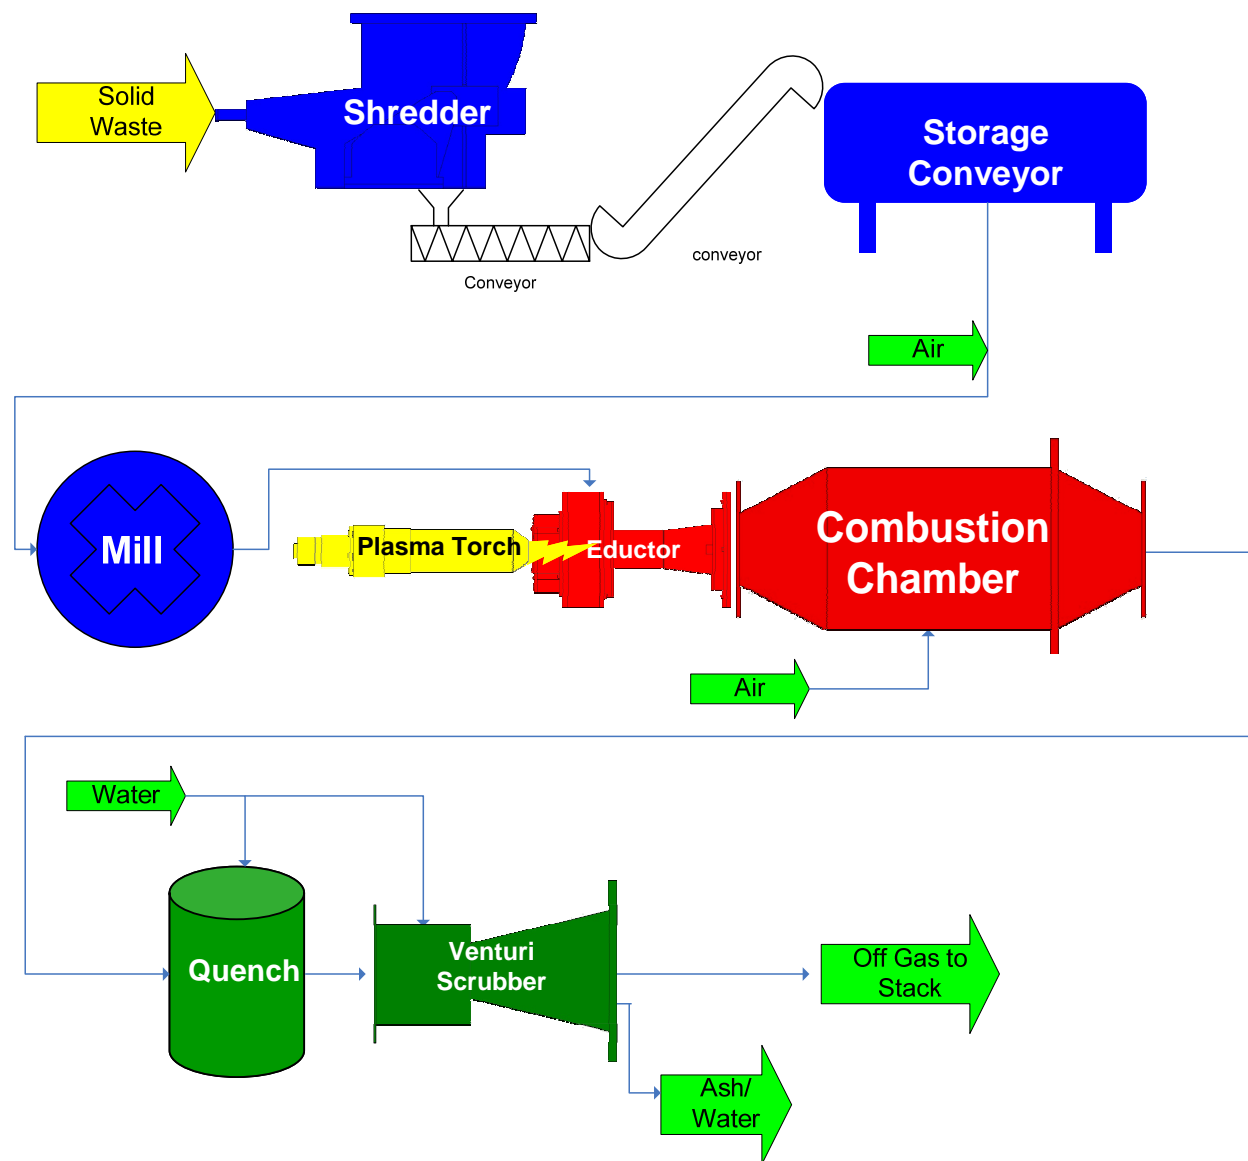 Solid
Waste
Shredder
Storage
Conveyor
conveyor
Conveyor
Air
Mill
Plasma Torch
Eductor
Combustion
Chamber
Air
Water
Quench
Venturi
Scrubber
Off Gas to
Stack
Ash/
Water